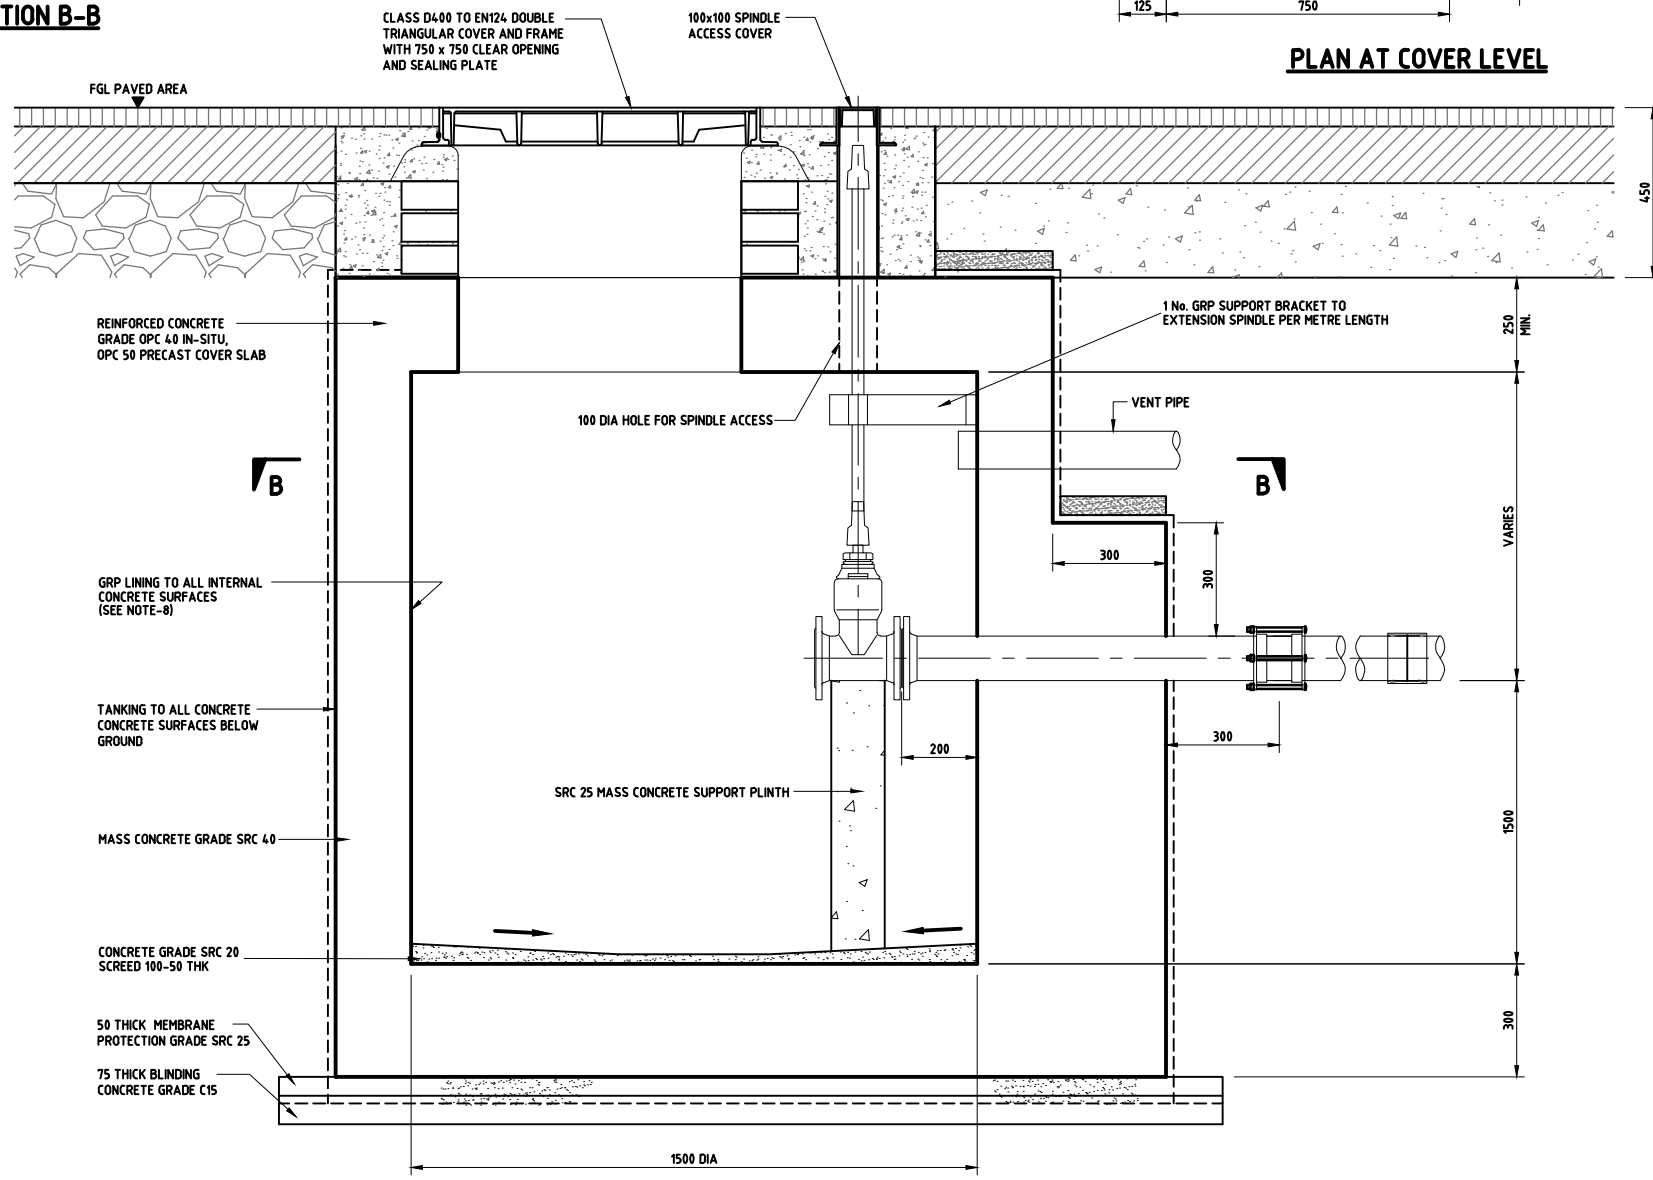 TION B-B
CLASS D400 TO EN124 DOUBLE
TRIANGULAR COVER AND FRAME
WITH 750 x 750 CLEAR OPENING
AND SEALING PLATE
100x100 SPINDLE
ACCESS COVER
125
750
PLAN AT COVER LEVEL
FGL PAVED AREA
450
REINFORCED CONCRETE
GRADE OPC 40 IN-SITU,
OPC 50 PRECAST COVER SLAB
1 No. GRP SUPPORT BRACKET TO
EXTENSION SPINDLE PER METRE LENGTH
250
MIN.
100 DIA HOLE FOR SPINDLE ACCESS
VENT PIPE
B
B
VARIES
300
300
GRP LINING TO ALL INTERNAL
CONCRETE SURFACES
(SEE NOTE-8)
TANKING TO ALL CONCRETE
CONCRETE SURFACES BELOW
GROUND
300
200
SRC 25 MASS CONCRETE SUPPORT PLINTH
1500
MASS CONCRETE GRADE SRC 40
CONCRETE GRADE SRC 20
SCREED 100-50 THK
300
50 THICK MEMBRANE
PROTECTION GRADE SRC 25
75 THICK BLINDING
CONCRETE GRADE C15
1500 DIA